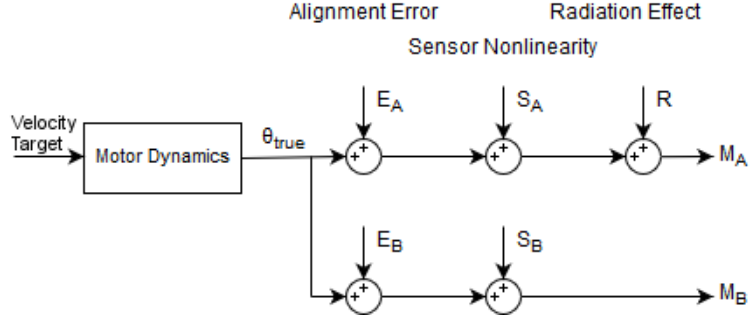 Alignment Error
Radiation Effect
Sensor Nonlinearity
E_A
S_A
R
Velocity
Target
Motor Dynamics
θ_true
+
+
+
+
+
+
M_A
E_B
S_B
+
+
+
+
M_B